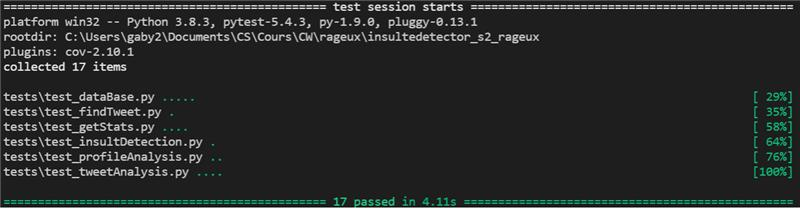 =============================================== test session starts ================================================
platform win32 -- Python 3.8.3, pytest-5.4.3, py-1.9.0, pluggy-0.13.1
rootdir: C:\Users\gaby2\Documents\CS\Cours\CW\rageux\insultedetector_s2_rageux
plugins: cov-2.10.1
collected 17 items
tests\test_dataBase.py ..... [ 29%]
tests\test_findTweet.py . [ 35%]
tests\test_getStats.py .... [ 58%]
tests\test_insultDetection.py . [ 64%]
tests\test_profileAnalysis.py .. [ 76%]
tests\test_tweetAnalysis.py .... [100%]
=============================================== 17 passed in 4.11s ================================================